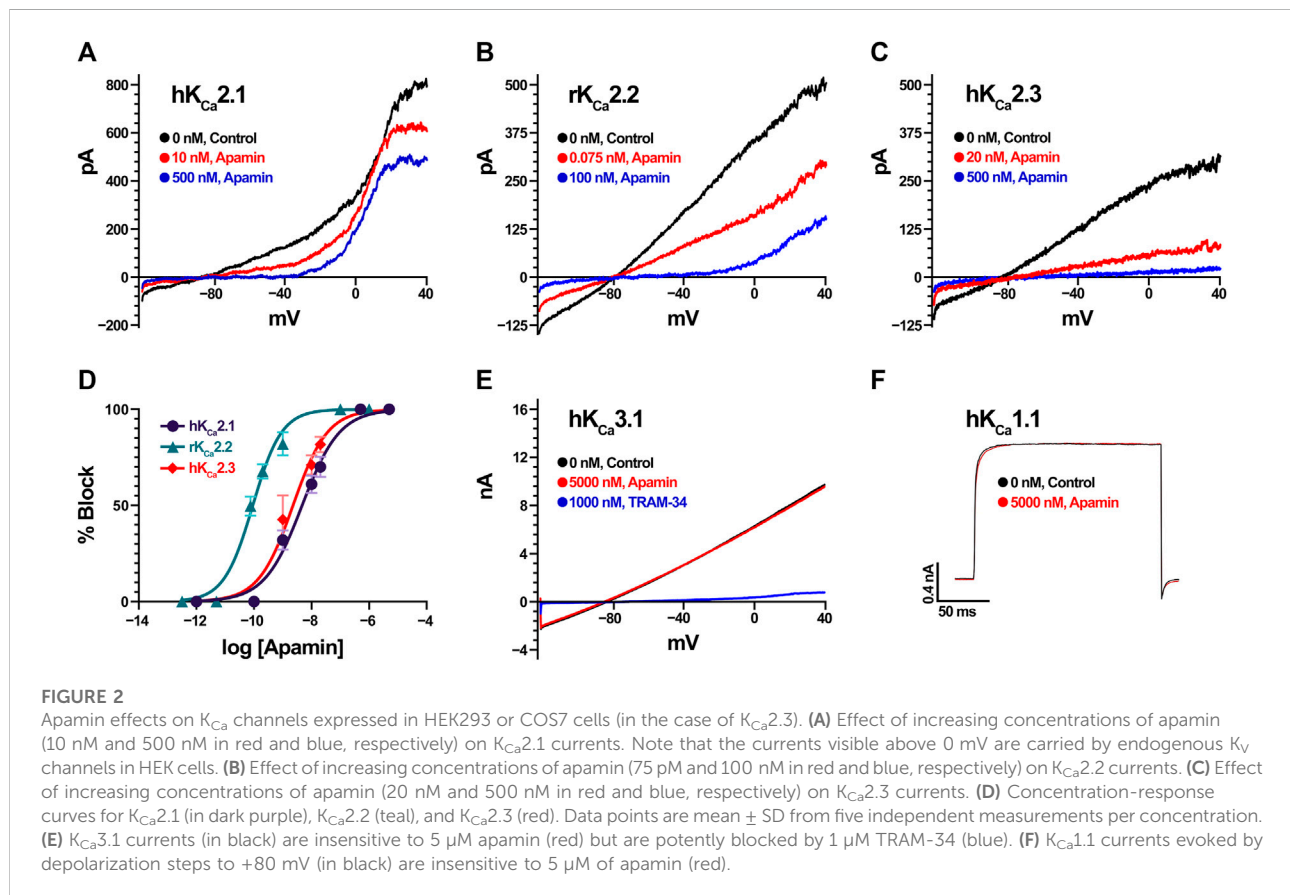 A
hKCa2.1
0 nM, Control
10 nM, Apamin
500 nM, Apamin
800
600
400
200
0
−200
−80
−40
0
40
pA
mV
B
rKCa2.2
0 nM, Control
0.075 nM, Apamin
100 nM, Apamin
500
375
250
125
0
−125
−80
−40
0
40
pA
mV
C
hKCa2.3
0 nM, Control
20 nM, Apamin
500 nM, Apamin
500
375
250
125
0
−125
−80
−40
0
40
pA
mV
D
hKCa2.1
rKCa2.2
hKCa2.3
100
50
0
−14
−12
−10
−8
−6
−4
% Block
log [Apamin]
E
hKCa3.1
0 nM, Control
5000 nM, Apamin
1000 nM, TRAM-34
16
12
8
4
0
−4
−80
−40
0
40
nA
mV
F
hKCa1.1
0 nM, Control
5000 nM, Apamin
0.4 nA
50 ms
FIGURE 2
Apamin effects on KCa channels expressed in HEK293 or COS7 cells (in the case of KCa2.3). (A) Effect of increasing concentrations of apamin
(10 nM and 500 nM in red and blue, respectively) on KCa2.1 currents. Note that the currents visible above 0 mV are carried by endogenous KV
channels in HEK cells. (B) Effect of increasing concentrations of apamin (75 pM and 100 nM in red and blue, respectively) on KCa2.2 currents. (C) Effect
of increasing concentrations of apamin (20 nM and 500 nM in red and blue, respectively) on KCa2.3 currents. (D) Concentration-response
curves for KCa2.1 (in dark purple), KCa2.2 (teal), and KCa2.3 (red). Data points are mean ± SD from five independent measurements per concentration.
(E) KCa3.1 currents (in black) are insensitive to 5 µM apamin (red) but are potently blocked by 1 µM TRAM-34 (blue). (F) KCa1.1 currents evoked by
depolarization steps to +80 mV (in black) are insensitive to 5 µM of apamin (red).